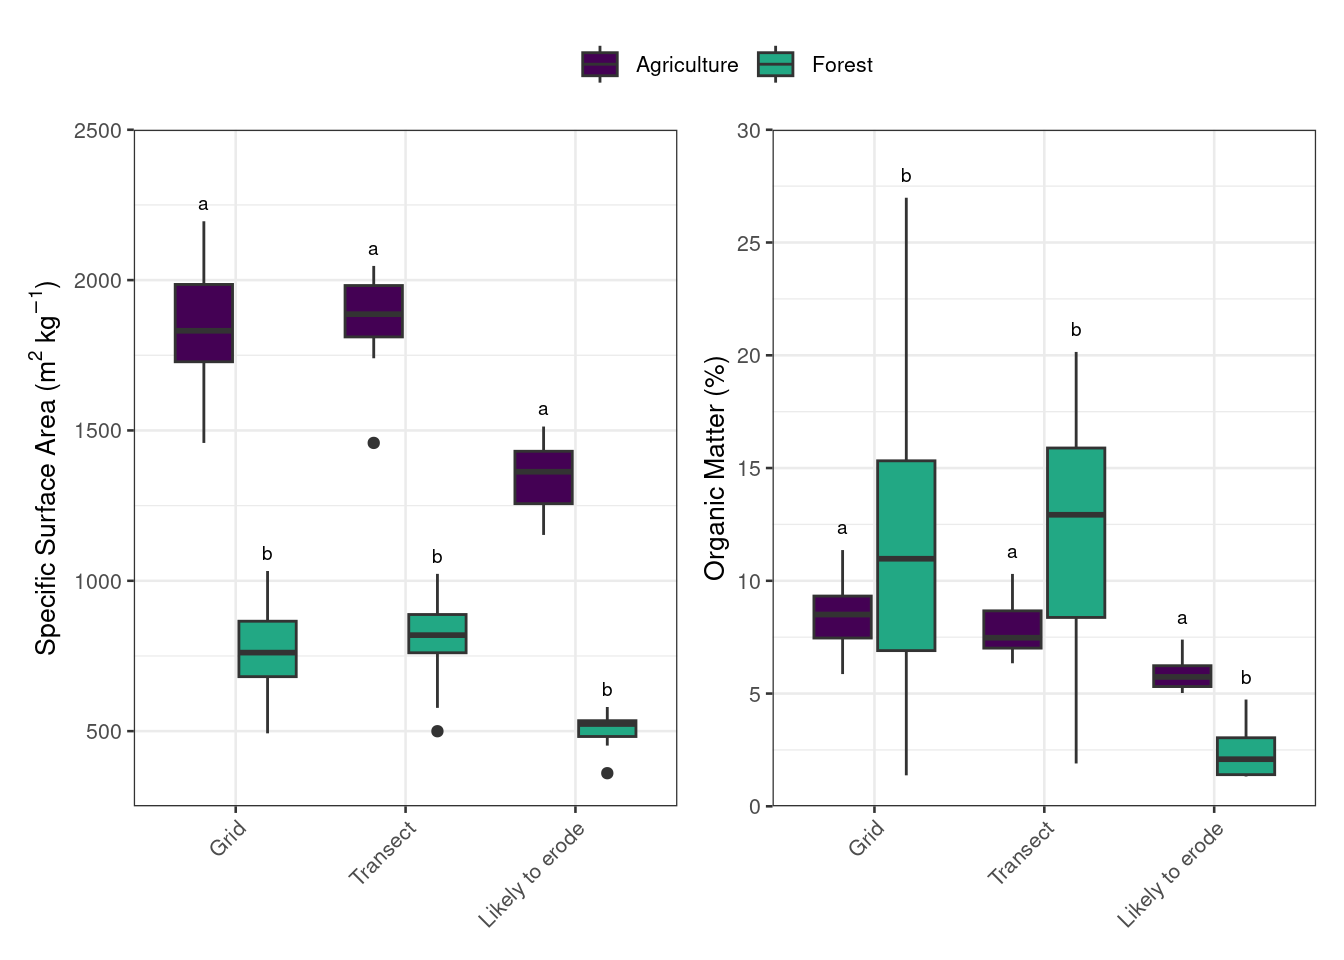 Agriculture Forest
Specific Surface Area (m² kg⁻¹)
2500
2000
1500
1000
500
a
a
a
b
b
b
Grid
Transect
Likely to erode
Organic Matter (%)
30
25
20
15
10
5
0
b
b
a
a
a
b
Grid
Transect
Likely to erode